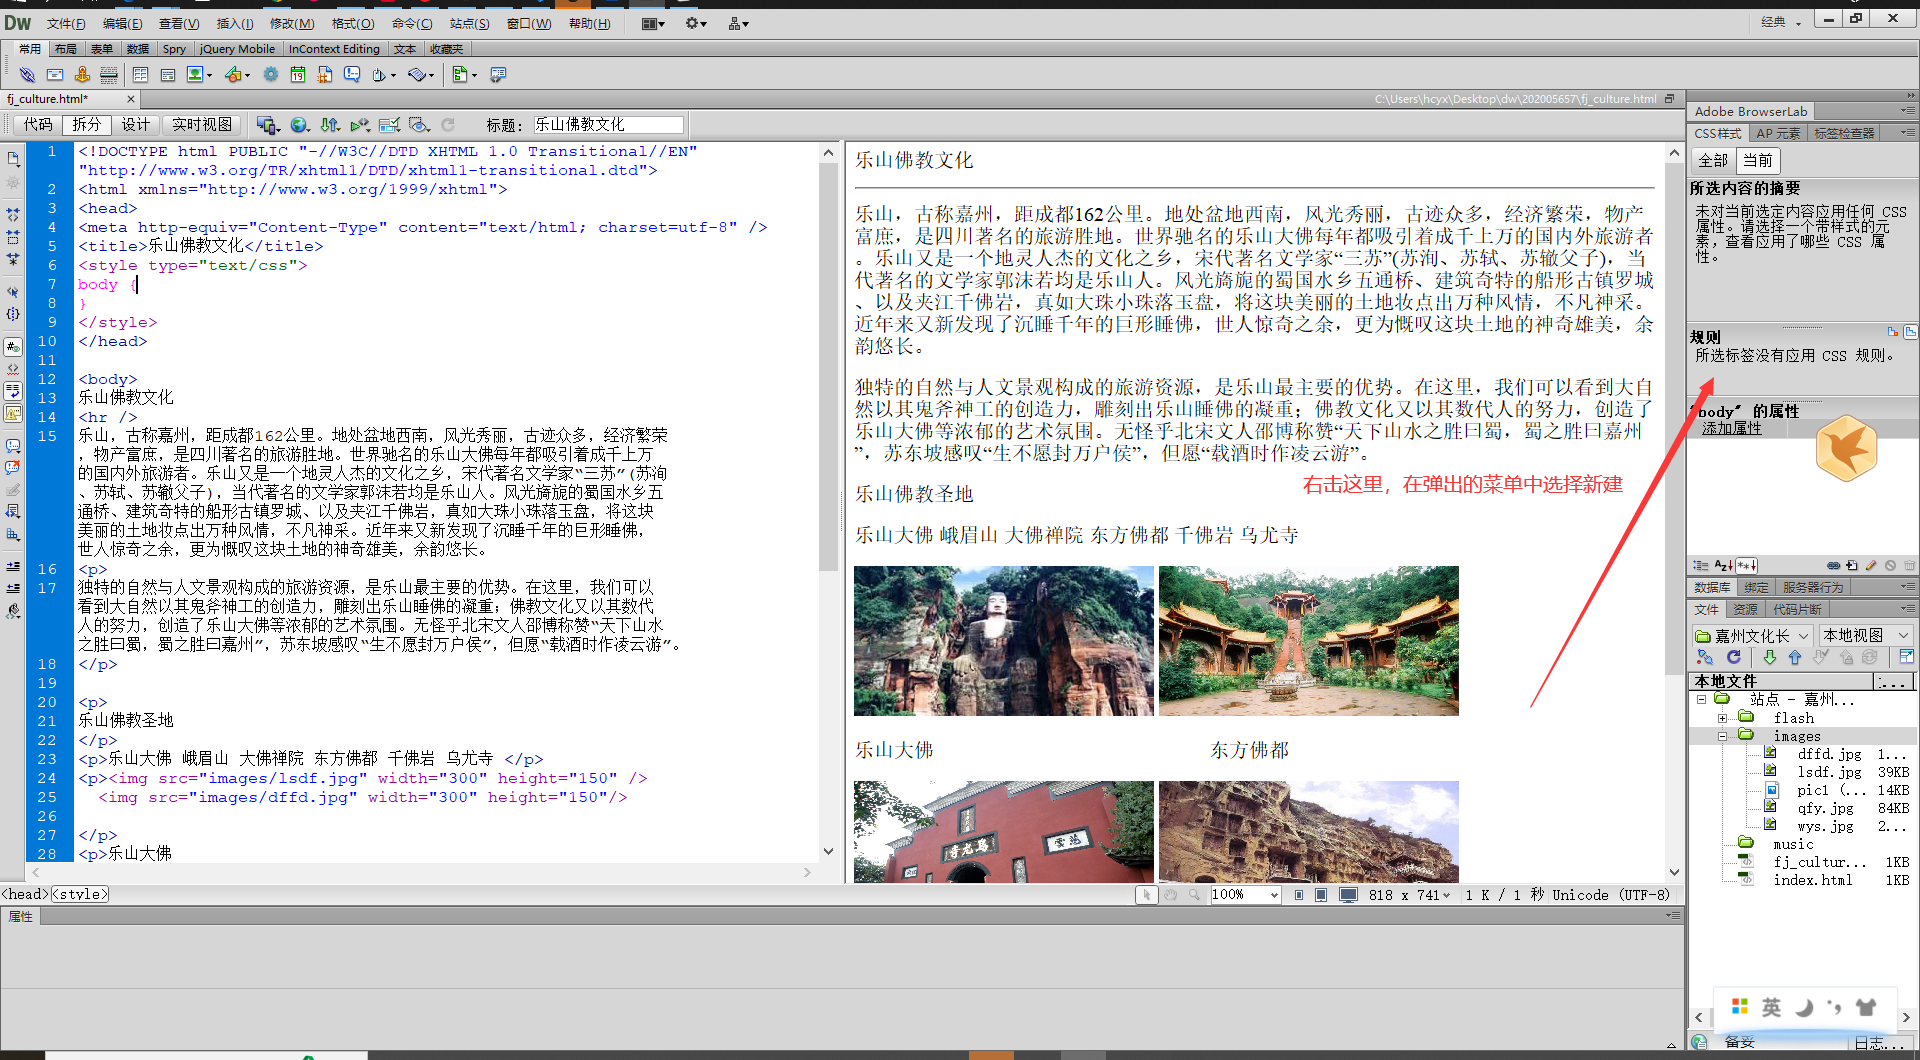 Dw 文件(F) 编辑(E) 查看(V) 插入(I) 修改(M) 格式(O) 命令(C) 站点(S) 窗口(W) 帮助(H) 经典
常用 布局 表单 数据 Spry jQuery Mobile InContext Editing 文本 收藏夹
fj_culture.html* C:\Users\hcyx\Desktop\dw\202005657\fj_culture.html
代码 拆分 设计 实时视图 标题: 乐山佛教文化
1 <!DOCTYPE html PUBLIC "-//W3C//DTD XHTML 1.0 Transitional//EN"
"http://www.w3.org/TR/xhtml1/DTD/xhtml1-transitional.dtd">
2 <html xmlns="http://www.w3.org/1999/xhtml">
3 <head>
4 <meta http-equiv="Content-Type" content="text/html; charset=utf-8" />
5 <title>乐山佛教文化</title>
6 <style type="text/css">
7 body {
8 }
9 </style>
10 </head>
11
12 <body>
13 乐山佛教文化
14 <hr />
15 乐山，古称嘉州，距成都162公里。地处盆地西南，风光秀丽，古迹众多，经济繁荣
，物产富庶，是四川著名的旅游胜地。世界驰名的乐山大佛每年都吸引着成千上万
的国内外旅游者。乐山又是一个地灵人杰的文化之乡，宋代著名文学家“三苏”(苏洵
、苏轼、苏辙父子)，当代著名的文学家郭沫若均是乐山人。风光旖旎的蜀国水乡五
通桥、建筑奇特的船形古镇罗城、以及夹江千佛岩，真如大珠小珠落玉盘，将这块
美丽的土地妆点出万种风情，不凡神采。近年来又新发现了沉睡千年的巨形睡佛，
世人惊奇之余，更为慨叹这块土地的神奇雄美，余韵悠长。
16 <p>
17 独特的自然与人文景观构成的旅游资源，是乐山最主要的优势。在这里，我们可以
看到大自然以其鬼斧神工的创造力，雕刻出乐山睡佛的凝重；佛教文化又以其数代
人的努力，创造了乐山大佛等浓郁的艺术氛围。无怪乎北宋文人邵博称赞“天下山水
之胜曰蜀，蜀之胜曰嘉州”，苏东坡感叹“生不愿封万户侯”，但愿“载酒时作凌云游”。
18 </p>
19
20 <p>
21 乐山佛教圣地
22 </p>
23 <p>乐山大佛 峨眉山 大佛禅院 东方佛都 千佛岩 乌尤寺 </p>
24 <p><img src="images/lsdf.jpg" width="300" height="150" />
25 <img src="images/dffd.jpg" width="300" height="150"/>
26
27 </p>
28 <p>乐山大佛
乐山佛教文化
乐山，古称嘉州，距成都162公里。地处盆地西南，风光秀丽，古迹众多，经济繁荣，物产
富庶，是四川著名的旅游胜地。世界驰名的乐山大佛每年都吸引着成千上万的国内外旅游者
。乐山又是一个地灵人杰的文化之乡，宋代著名文学家“三苏”(苏洵、苏轼、苏辙父子)，当
代著名的文学家郭沫若均是乐山人。风光旖旎的蜀国水乡五通桥、建筑奇特的船形古镇罗城
、以及夹江千佛岩，真如大珠小珠落玉盘，将这块美丽的土地妆点出万种风情，不凡神采。
近年来又新发现了沉睡千年的巨形睡佛，世人惊奇之余，更为慨叹这块土地的神奇雄美，余
韵悠长。
独特的自然与人文景观构成的旅游资源，是乐山最主要的优势。在这里，我们可以看到大自
然以其鬼斧神工的创造力，雕刻出乐山睡佛的凝重；佛教文化又以其数代人的努力，创造了
乐山大佛等浓郁的艺术氛围。无怪乎北宋文人邵博称赞“天下山水之胜曰蜀，蜀之胜曰嘉州
”，苏东坡感叹“生不愿封万户侯”，但愿“载酒时作凌云游”。
右击这里，在弹出的菜单中选择新建
乐山佛教圣地
乐山大佛 峨眉山 大佛禅院 东方佛都 千佛岩 乌尤寺
乐山大佛 东方佛都
<head> <style> 100% 818 x 741 1 K / 1 秒 Unicode (UTF-8)
属性
Adobe BrowserLab
CSS样式 AP 元素 标签检查器
全部 当前
所选内容的摘要
未对当前选定内容应用任何 CSS
属性。请选择一个带样式的元
素，查看应用了哪些 CSS 属
性。
规则
所选标签没有应用 CSS 规则。
"body" 的属性
添加属性
数据库 绑定 服务器行为
文件 资源 代码片断
嘉州文化长 本地视图
本地文件
站点 - 嘉州...
flash
images
dffd.jpg 1...
lsdf.jpg 39KB
pic1 (... 14KB
qfy.jpg 84KB
wys.jpg 2...
music
fj_cultur... 1KB
index.html 1KB
英
备妥 日志...